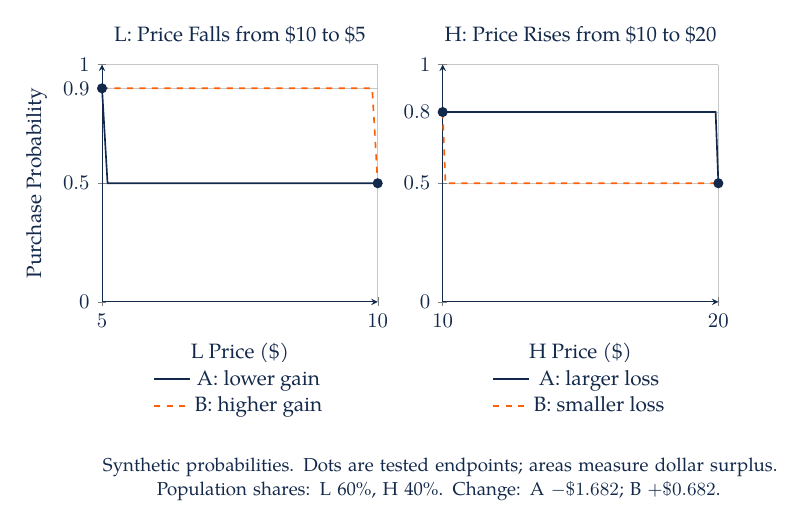 L: Price Falls from $10 to $5
1
0.9
0.5
0
5
10
Purchase Probability
L Price ($)
A: lower gain
B: higher gain
H: Price Rises from $10 to $20
1
0.8
0.5
0
10
20
H Price ($)
A: larger loss
B: smaller loss
Synthetic probabilities. Dots are tested endpoints; areas measure dollar surplus.
Population shares: L 60%, H 40%. Change: A −$1.682; B +$0.682.